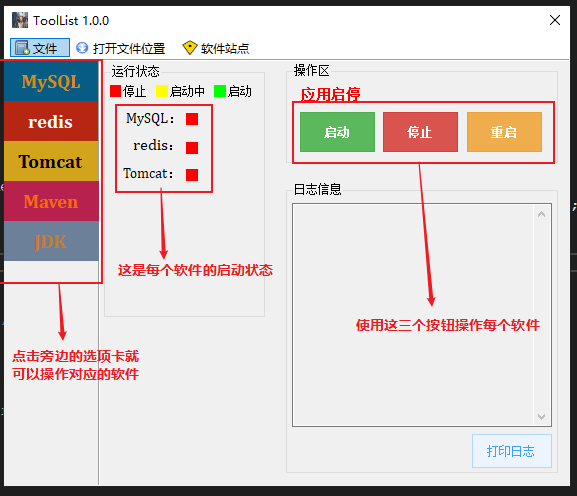 ToolList 1.0.0
文件 打开文件位置 软件站点
MySQL
redis
Tomcat
Maven
JDK
点击旁边的选项卡就
可以操作对应的软件
运行状态
停止 启动中 启动
MySQL：
redis：
Tomcat：
这是每个软件的启动状态
操作区
应用启停
启动 停止 重启
日志信息
使用这三个按钮操作每个软件
打印日志